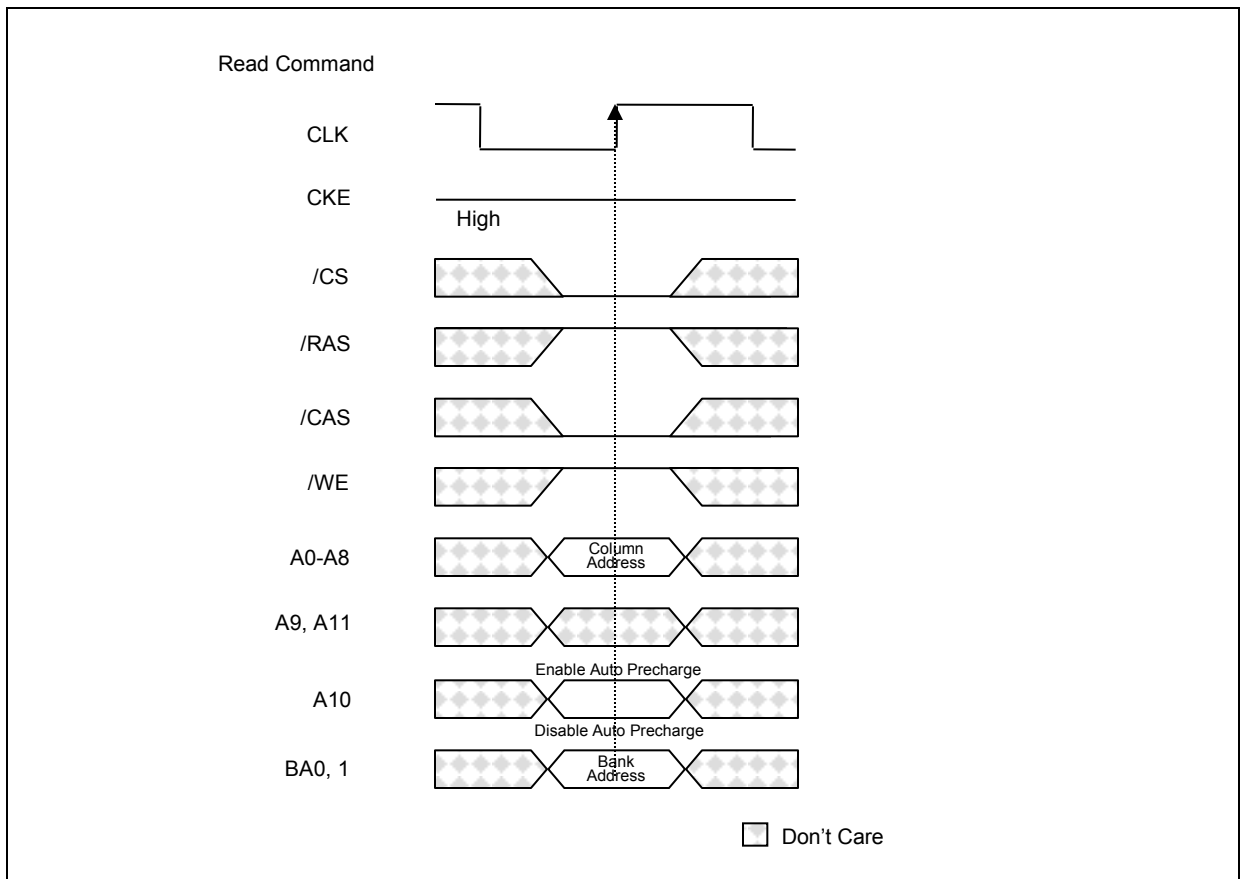 Read Command
CLK
CKE
High
/CS
/RAS
/CAS
/WE
A0-A8
Column
Address
A9, A11
Enable Auto Precharge
A10
Disable Auto Precharge
BA0, 1
Bank
Address
Don't Care